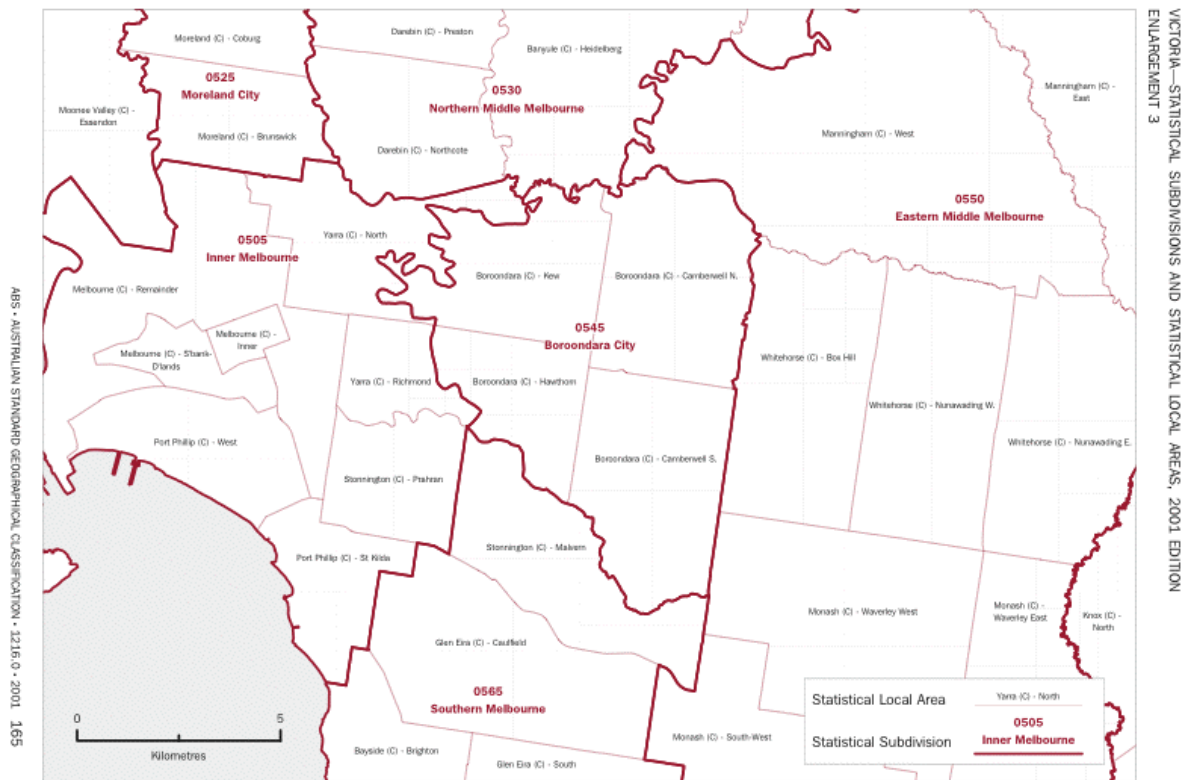 VICTORIA—STATISTICAL SUBDIVISIONS AND STATISTICAL LOCAL AREAS, 2001 EDITION
ENLARGEMENT 3
Moreland (C) - Coburg
Darebin (C) - Preston
Banyule (C) - Heidelberg
0525
Moreland City
0530
Northern Middle Melbourne
Manningham (C) -
East
Moonee Valley (C) -
Essendon
Moreland (C) - Brunswick
Darebin (C) - Northcote
Manningham (C) - West
0550
Eastern Middle Melbourne
0505
Inner Melbourne
Yarra (C) - North
Boroondara (C) - Kew
Boroondara (C) - Camberwell N.
Melbourne (C) - Remainder
Melbourne (C) -
Inner
0545
Boroondara City
Melbourne (C) - S'bank-
D'lands
Whitehorse (C) - Box Hill
Yarra (C) - Richmond
Boroondara (C) - Hawthorn
Whitehorse (C) - Nunawading W.
Port Phillip (C) - West
Whitehorse (C) - Nunawading E.
Boroondara (C) - Camberwell S.
Stonnington (C) - Prahran
Stonnington (C) - Malvern
Port Phillip (C) - St Kilda
Monash (C) - Waverley West
Monash (C) -
Waverley East
Knox (C) -
North
Glen Eira (C) - Caulfield
0565
Southern Melbourne
Monash (C) - South-West
Bayside (C) - Brighton
Glen Eira (C) - South
0 5
Kilometres
Statistical Local Area
Yarra (C) - North
Statistical Subdivision
0505
Inner Melbourne
ABS • AUSTRALIAN STANDARD GEOGRAPHICAL CLASSIFICATION • 1216.0 • 2001 165